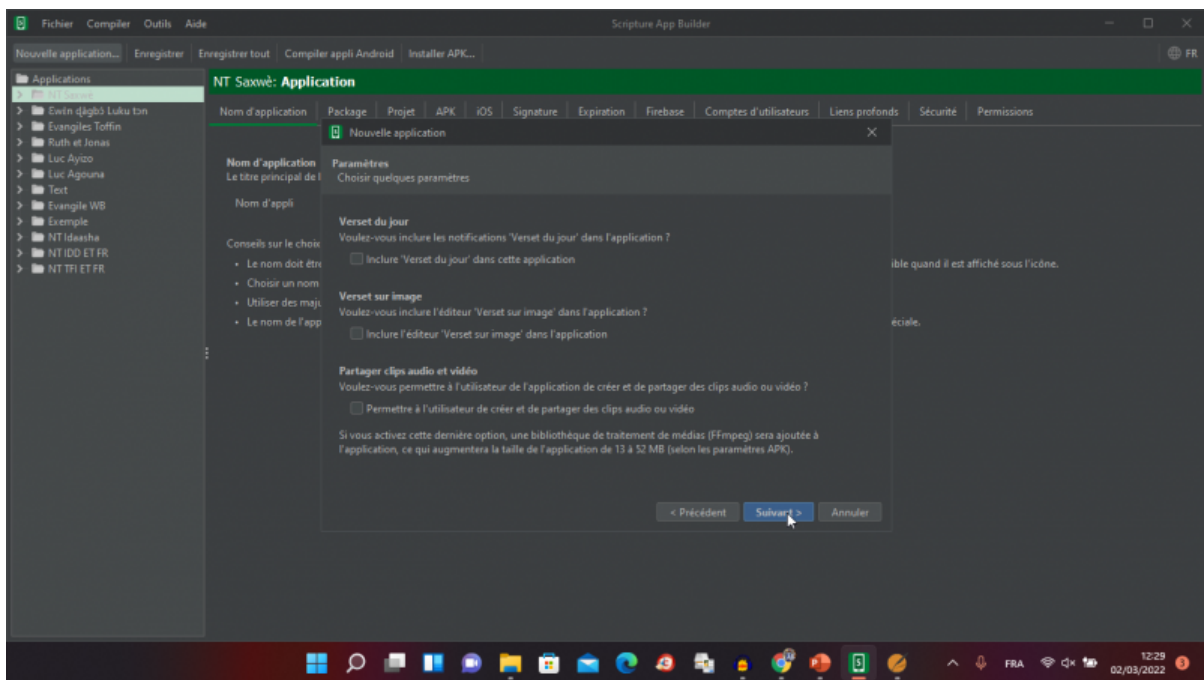 Fichier Compiler Outils Aide
Scripture App Builder
Nouvelle application... Enregistrer Enregistrer tout Compiler appli Android Installer APK... FR
Applications
NT Saxwè
Ewín ɖàgbó Luku tɔn
Evangiles Toffin
Ruth et Jonas
Luc Ayizo
Luc Agouna
Text
Evangile WB
Exemple
NT Idaasha
NT IDD ET FR
NT TFI ET FR
NT Saxwè: Application
Nom d'application Package Projet APK iOS Signature Expiration Firebase Comptes d'utilisateurs Liens profonds Sécurité Permissions
Nom d'application
Le titre principal de
Nom d'appli
Conseils sur le choix
Le nom doit être
ible quand il est affiché sous l'icône.
Choisir un nom
Utiliser des maju
Le nom de l'app
éciale.
Nouvelle application
Paramètres
Choisir quelques paramètres
Verset du jour
Voulez-vous inclure les notifications 'Verset du jour' dans l'application ?
Inclure 'Verset du jour' dans cette application
Verset sur image
Voulez-vous inclure l'éditeur 'Verset sur image' dans l'application ?
Inclure l'éditeur 'Verset sur image' dans l'application
Partager clips audio et vidéo
Voulez-vous permettre à l'utilisateur de l'application de créer et de partager des clips audio ou vidéo ?
Permettre à l'utilisateur de créer et de partager des clips audio ou vidéo
Si vous activez cette dernière option, une bibliothèque de traitement de médias (FFmpeg) sera ajoutée à
l'application, ce qui augmentera la taille de l'application de 13 à 52 MB (selon les paramètres APK).
< Précédent Suivant > Annuler
FRA
12:29
02/03/2022
3